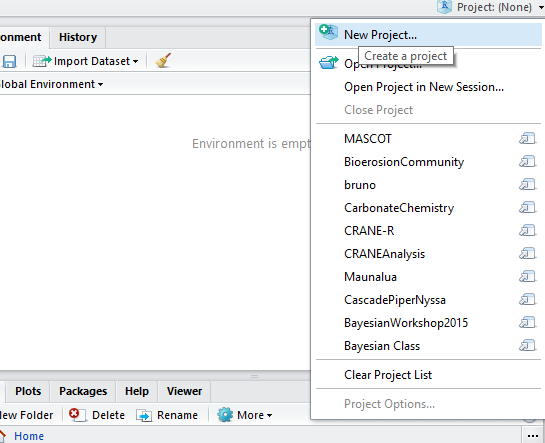 Project: (None)
ronment History
New Project...
Import Dataset
Create a project
Open Project...
lobal Environment
Open Project in New Session...
Close Project
Environment is empt
MASCOT
BioerosionCommunity
bruno
CarbonateChemistry
CRANE-R
CRANEAnalysis
Maunalua
CascadePiperNyssa
BayesianWorkshop2015
Bayesian Class
Clear Project List
Plots Packages Help Viewer
Project Options...
ew Folder Delete Rename More
Home